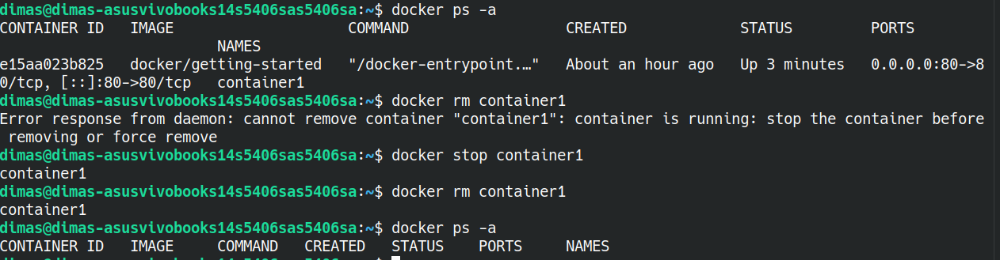 dimas@dimas-asusvivobooks14s5406sas5406sa:~$ docker ps -a
CONTAINER ID   IMAGE                    COMMAND                  CREATED             STATUS         PORTS
                         NAMES
e15aa023b825   docker/getting-started   "/docker-entrypoint.…"   About an hour ago   Up 3 minutes   0.0.0.0:80->8
0/tcp, [::]:80->80/tcp   container1
dimas@dimas-asusvivobooks14s5406sas5406sa:~$ docker rm container1
Error response from daemon: cannot remove container "container1": container is running: stop the container before
 removing or force remove
dimas@dimas-asusvivobooks14s5406sas5406sa:~$ docker stop container1
container1
dimas@dimas-asusvivobooks14s5406sas5406sa:~$ docker rm container1
container1
dimas@dimas-asusvivobooks14s5406sas5406sa:~$ docker ps -a
CONTAINER ID   IMAGE     COMMAND   CREATED   STATUS    PORTS     NAMES
dimas@dimas-asusvivobooks14s5406sas5406sa:~$